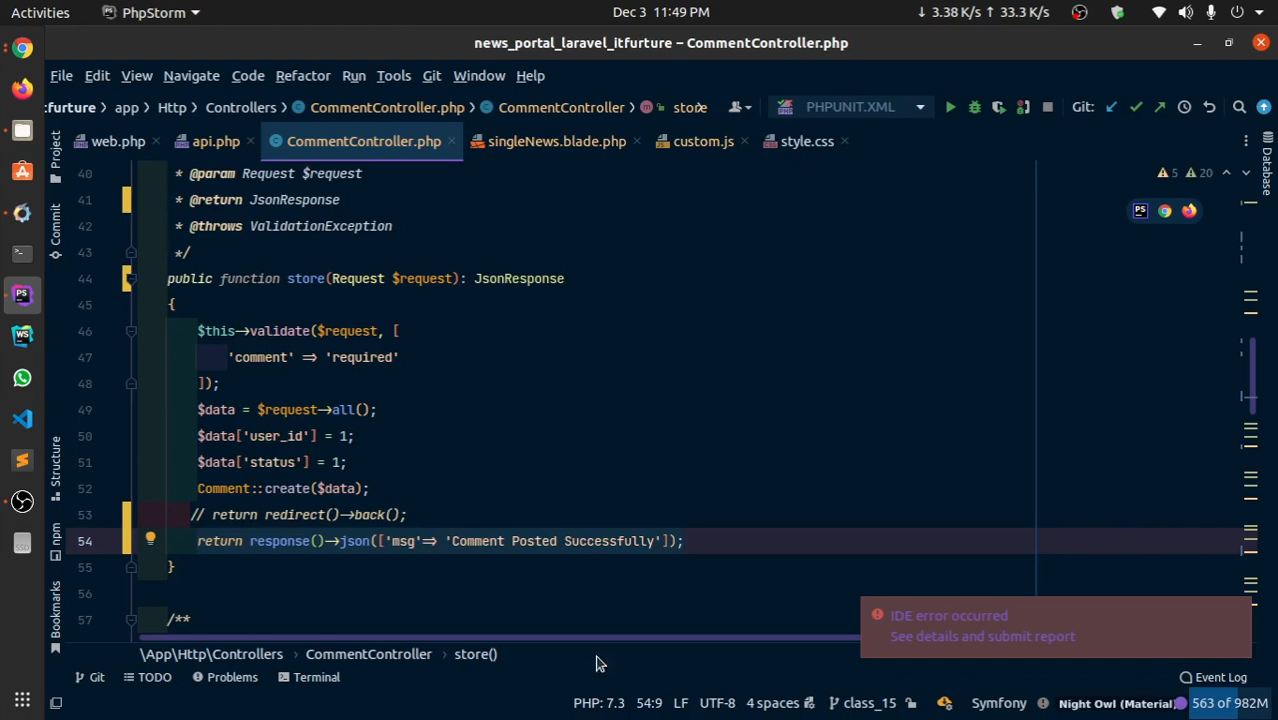 Activities PhpStorm Dec 3 11:49 PM ↓ 3.38 K/s ↑ 33.3 K/s
news_portal_laravel_itfurture – CommentController.php
File Edit View Navigate Code Refactor Run Tools Git Window Help
tfurture app Http Controllers CommentController.php CommentController store PHPUNIT.XML Git:
web.php api.php CommentController.php singleNews.blade.php custom.js style.css
Project
Commit
Structure
npm
Bookmarks
Database
5 20
PS
WS
SSD
40 * @param Request $request
41 * @return JsonResponse
42 * @throws ValidationException
43 */
44 public function store(Request $request): JsonResponse
45 {
46 $this->validate($request, [
47 'comment' => 'required'
48 ]);
49 $data = $request->all();
50 $data['user_id'] = 1;
51 $data['status'] = 1;
52 Comment::create($data);
53 // return redirect()->back();
54 return response()->json(['msg'=> 'Comment Posted Successfully']);
55 }
56
57 /**
IDE error occurred
See details and submit report
\App\Http\Controllers CommentController store()
Git TODO Problems Terminal Event Log
PHP: 7.3 54:9 LF UTF-8 4 spaces class_15 Symfony Night Owl (Material) 563 of 982M